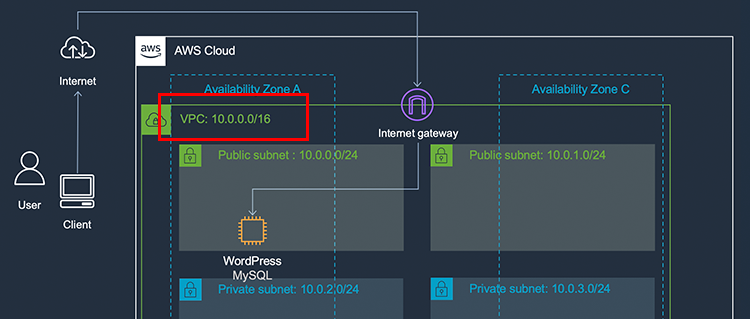 aws
AWS Cloud
Internet
Availability Zone A
Availability Zone C
VPC: 10.0.0.0/16
Internet gateway
Public subnet : 10.0.0.0/24
Public subnet: 10.0.1.0/24
User
Client
WordPress
MySQL
Private subnet: 10.0.2.0/24
Private subnet: 10.0.3.0/24